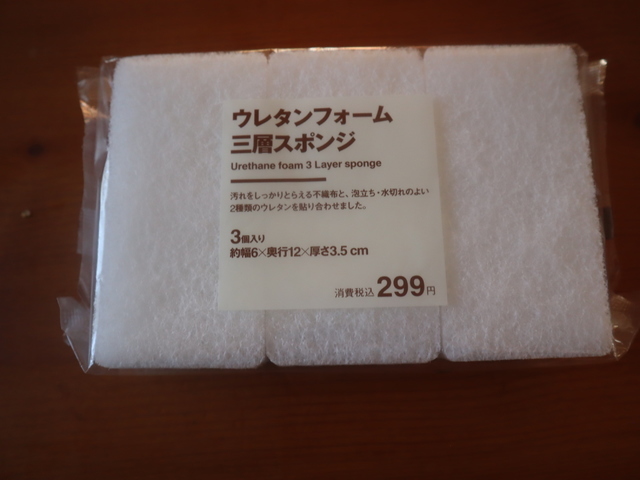 ウレタンフォーム
三層スポンジ
Urethane foam 3 Layer sponge
汚れをしっかりとらえる不織布と、泡立ち・水切れのよい
2種類のウレタンを貼り合わせました。
3個入り
約幅6×奥行12×厚さ3.5 cm
消費税込299円